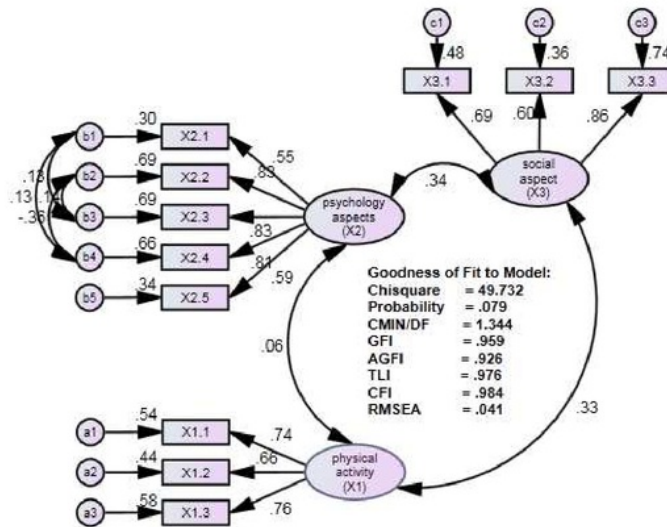 c1
c2
c3
.48
.36
.74
X3.1
X3.2
X3.3
.69
.60
.86
social
aspect
(X3)
.34
b1
.30
X2.1
.55
b2
.69
X2.2
.83
b3
.69
X2.3
.83
b4
.66
X2.4
.81
b5
.34
X2.5
.59
.13
.13
.14
-.36
psychology
aspects
(X2)
Goodness of Fit to Model:
Chisquare = 49.732
Probability = .079
CMIN/DF = 1.344
GFI = .959
AGFI = .926
TLI = .976
CFI = .984
RMSEA = .041
.06
.33
a1
.54
X1.1
.74
a2
.44
X1.2
.66
a3
.58
X1.3
.76
physical
activity
(X1)